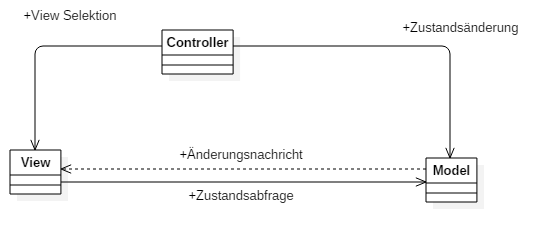 +View Selektion
+Zustandsänderung
Controller
+Änderungsnachricht
View
Model
+Zustandsabfrage